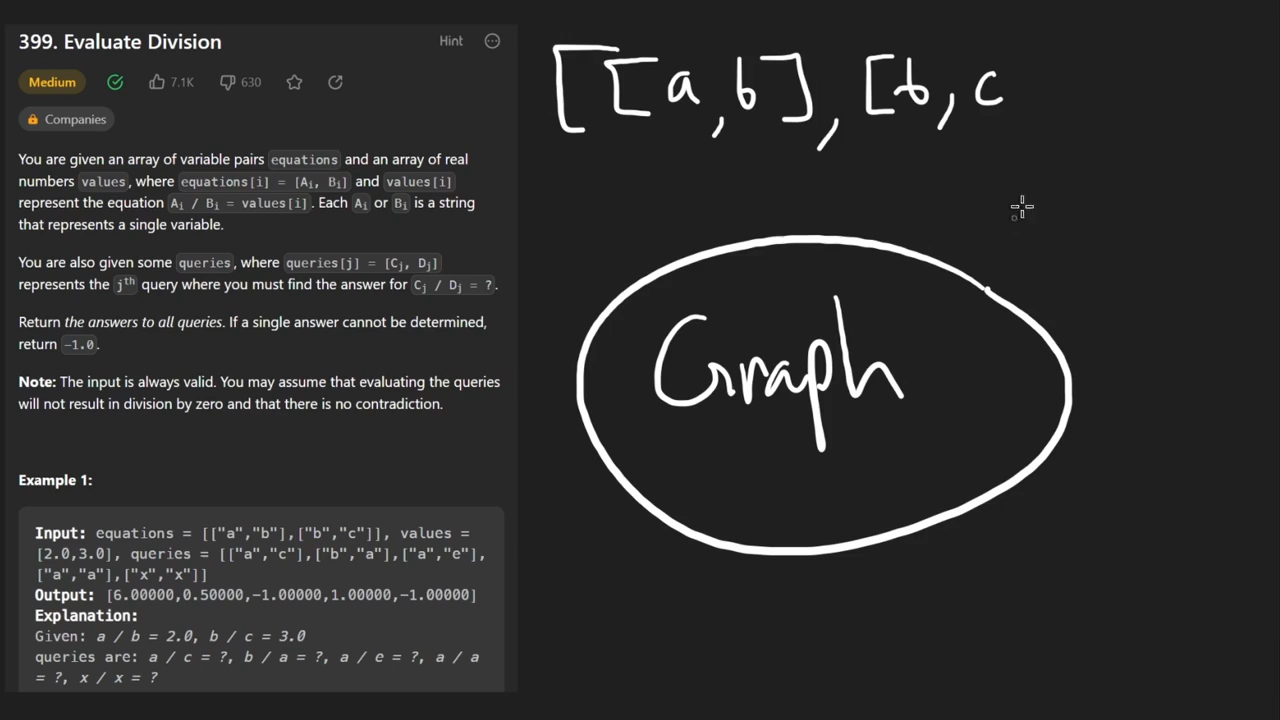 399. Evaluate Division
Hint
Medium
7.1K
630
Companies
You are given an array of variable pairs equations and an array of real
numbers values, where equations[i] = [Ai, Bi] and values[i]
represent the equation Ai / Bi = values[i]. Each Ai or Bi is a string
that represents a single variable.
You are also given some queries, where queries[j] = [Cj, Dj]
represents the jth query where you must find the answer for Cj / Dj = ?.
Return the answers to all queries. If a single answer cannot be determined,
return -1.0.
Note: The input is always valid. You may assume that evaluating the queries
will not result in division by zero and that there is no contradiction.
Example 1:
Input: equations = [["a","b"],["b","c"]], values =
[2.0,3.0], queries = [["a","c"],["b","a"],["a","e"],
["a","a"],["x","x"]]
Output: [6.00000,0.50000,-1.00000,1.00000,-1.00000]
Explanation:
Given: a / b = 2.0, b / c = 3.0
queries are: a / c = ?, b / a = ?, a / e = ?, a / a
= ?, x / x = ?
[[a,b],[b,c
Graph